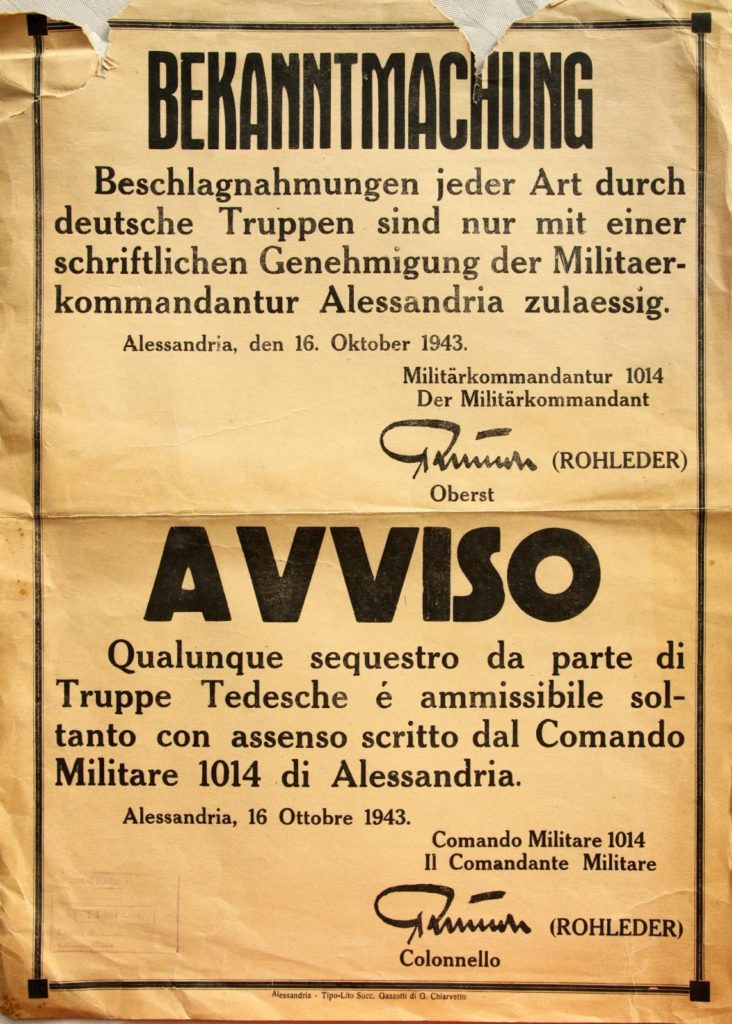 BEKANNTMACHUNG
Beschlagnahmungen jeder Art durch
deutsche Truppen sind nur mit einer
schriftlichen Genehmigung der Militaer-
kommandantur Alessandria zulaessig.
Alessandria, den 16. Oktober 1943.
Militärkommandantur 1014
Der Militärkommandant
(ROHLEDER)
Oberst
AVVISO
Qualunque sequestro da parte di
Truppe Tedesche é ammissibile sol-
tanto con assenso scritto dal Comando
Militare 1014 di Alessandria.
Alessandria, 16 Ottobre 1943.
Comando Militare 1014
Il Comandante Militare
(ROHLEDER)
Colonnello
Alessandria - Tipo-Lito Succ. Gazzotti di G. Chiarvetto